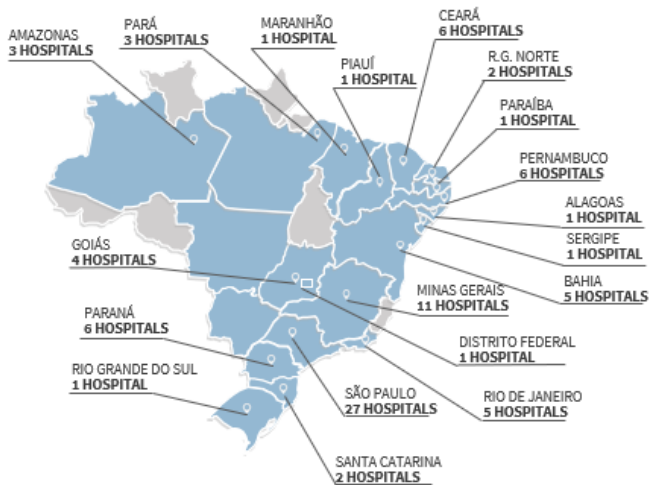 AMAZONAS
3 HOSPITALS
PARÁ
3 HOSPITALS
MARANHÃO
1 HOSPITAL
PIAUÍ
1 HOSPITAL
CEARÁ
6 HOSPITALS
R.G. NORTE
2 HOSPITALS
PARAÍBA
1 HOSPITAL
PERNAMBUCO
6 HOSPITALS
ALAGOAS
1 HOSPITAL
SERGIPE
1 HOSPITAL
BAHIA
5 HOSPITALS
GOIÁS
4 HOSPITALS
MINAS GERAIS
11 HOSPITALS
PARANÁ
6 HOSPITALS
DISTRITO FEDERAL
1 HOSPITAL
RIO GRANDE DO SUL
1 HOSPITAL
SÃO PAULO
27 HOSPITALS
RIO DE JANEIRO
5 HOSPITALS
SANTA CATARINA
2 HOSPITALS